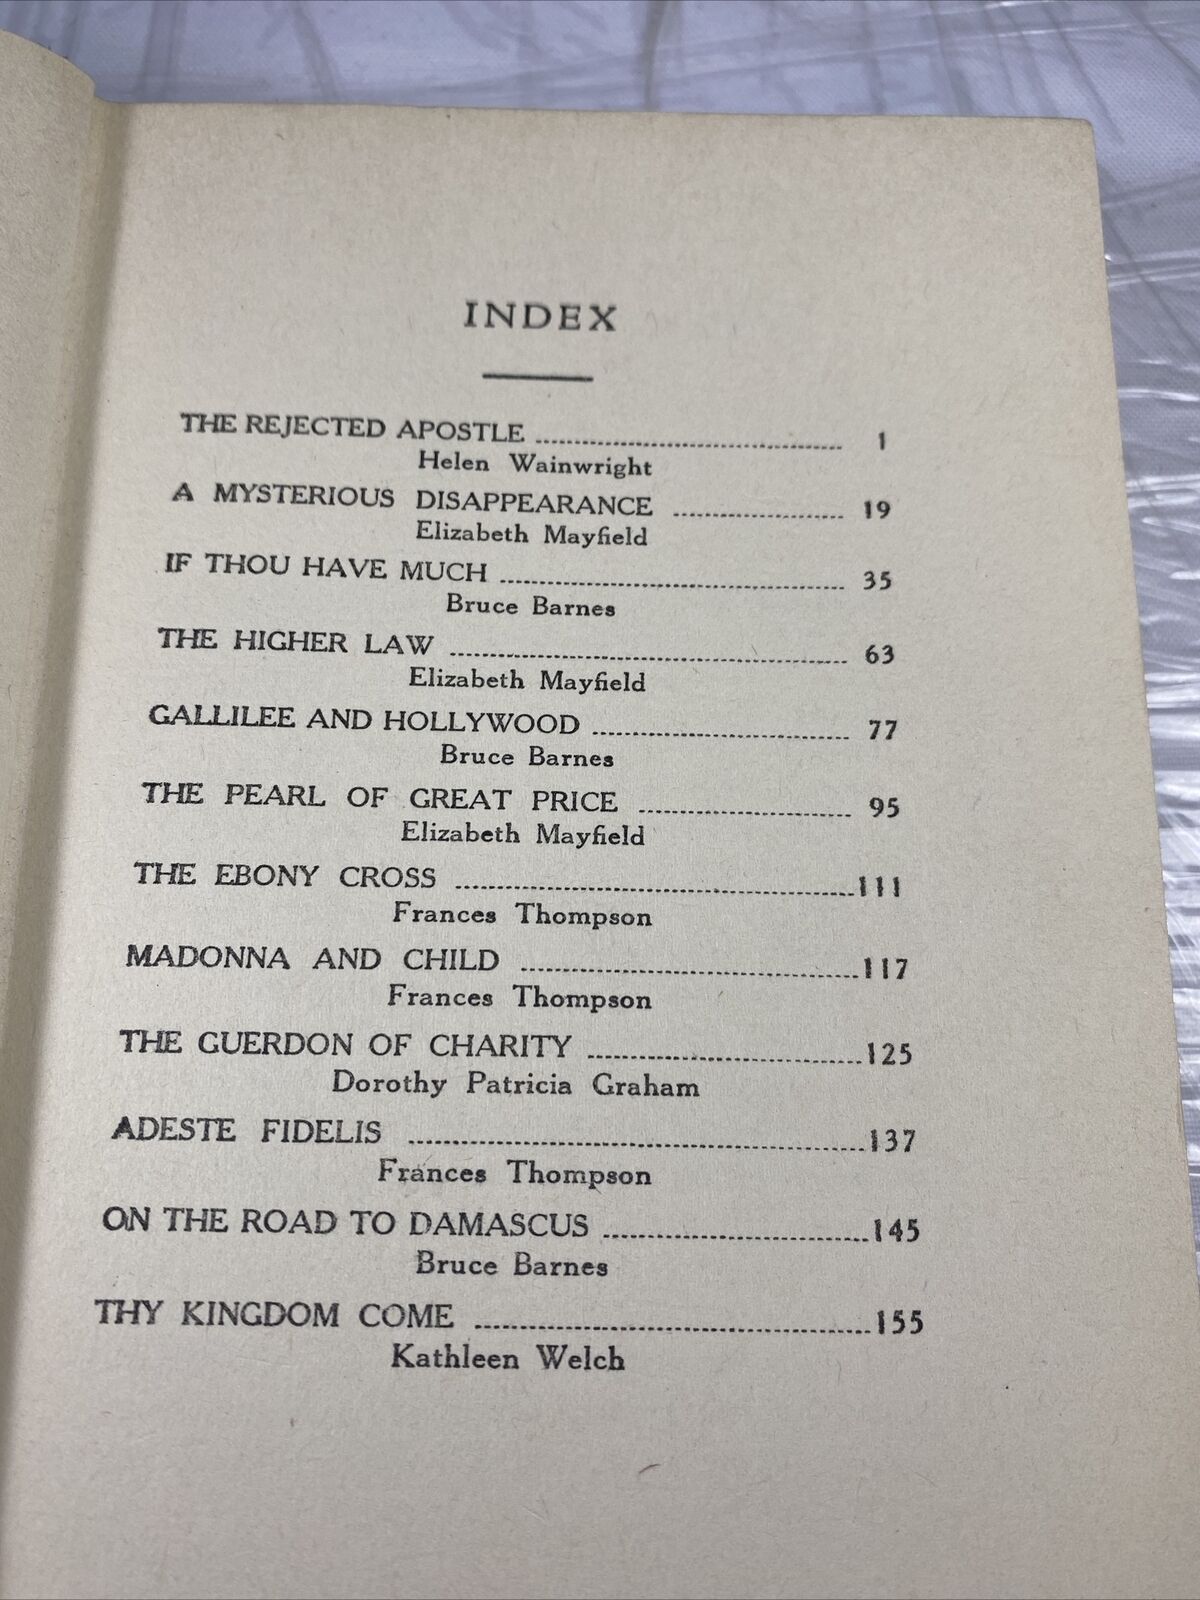 INDEX
THE REJECTED APOSTLE ........................................ 1
Helen Wainwright
A MYSTERIOUS DISAPPEARANCE ...................... 19
Elizabeth Mayfield
IF THOU HAVE MUCH ............................................. 35
Bruce Barnes
THE HIGHER LAW .................................................... 63
Elizabeth Mayfield
GALLILEE AND HOLLYWOOD ................................. 77
Bruce Barnes
THE PEARL OF GREAT PRICE ........................... 95
Elizabeth Mayfield
THE EBONY CROSS ....................................................111
Frances Thompson
MADONNA AND CHILD ...........................................117
Frances Thompson
THE GUERDON OF CHARITY ..................................125
Dorothy Patricia Graham
ADESTE FIDELIS .........................................................137
Frances Thompson
ON THE ROAD TO DAMASCUS .................................145
Bruce Barnes
THY KINGDOM COME ..................................................155
Kathleen Welch